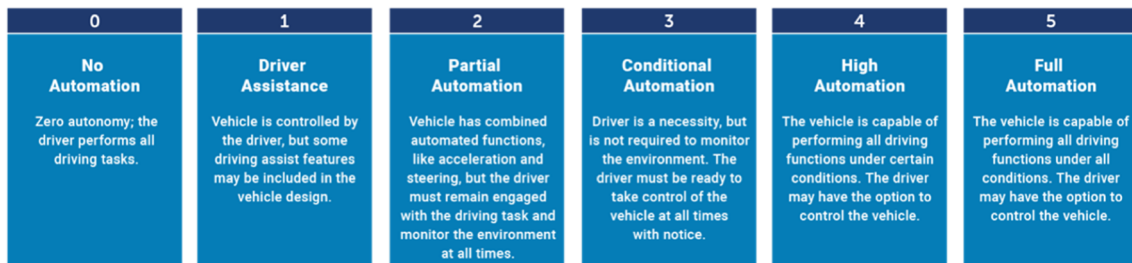 0
No
Automation
Zero autonomy; the
driver performs all
driving tasks.
1
Driver
Assistance
Vehicle is controlled by
the driver, but some
driving assist features
may be included in the
vehicle design.
2
Partial
Automation
Vehicle has combined
automated functions,
like acceleration and
steering, but the driver
must remain engaged
with the driving task and
monitor the environment
at all times.
3
Conditional
Automation
Driver is a necessity, but
is not required to monitor
the environment. The
driver must be ready to
take control of the
vehicle at all times
with notice.
4
High
Automation
The vehicle is capable of
performing all driving
functions under certain
conditions. The driver
may have the option to
control the vehicle.
5
Full
Automation
The vehicle is capable of
performing all driving
functions under all
conditions. The driver
may have the option to
control the vehicle.